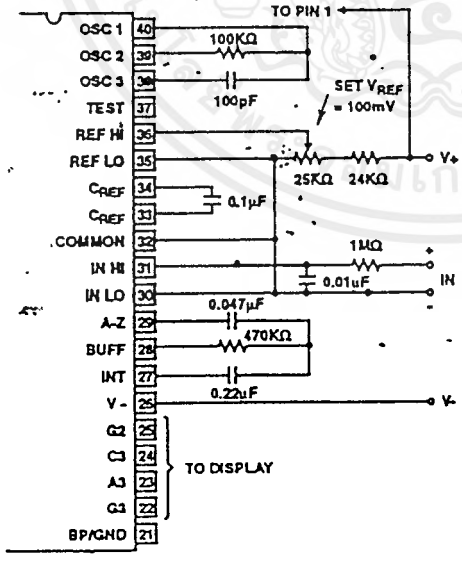 TO PIN 1
OSC 1 40
100KΩ
OSC 2 39
OSC 3 38
100pF
TEST 37
SET VREF
= 100mV
REF HI 36
REF LO 35
V+
25KΩ 24KΩ
CREF 34
0.1μF
CREF 33
COMMON 32
1MΩ
+
IN HI 31
0.01uF
IN
IN LO 30
-
0.047μF
A-Z 29
470KΩ
BUFF 28
INT 27
0.22uF
V - 26
V-
G2 25
C3 24
TO DISPLAY
A3 23
G3 22
BP/GND 21